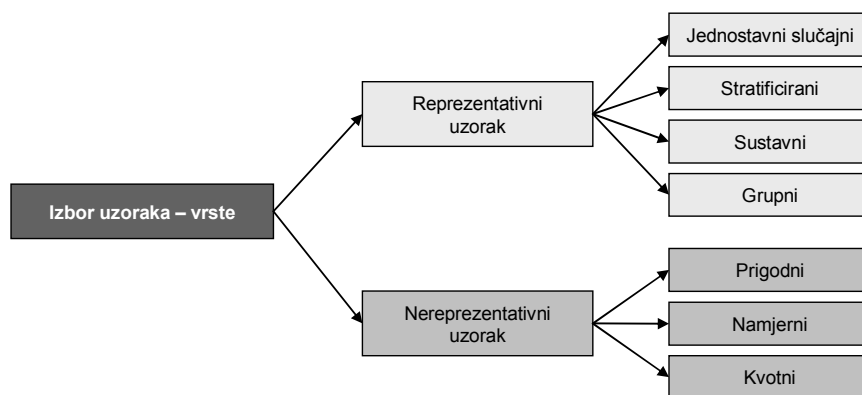 Izbor uzoraka – vrste
Reprezentativni
uzorak
Jednostavni slučajni
Stratificirani
Sustavni
Grupni
Nereprezentativni
uzorak
Prigodni
Namjerni
Kvotni